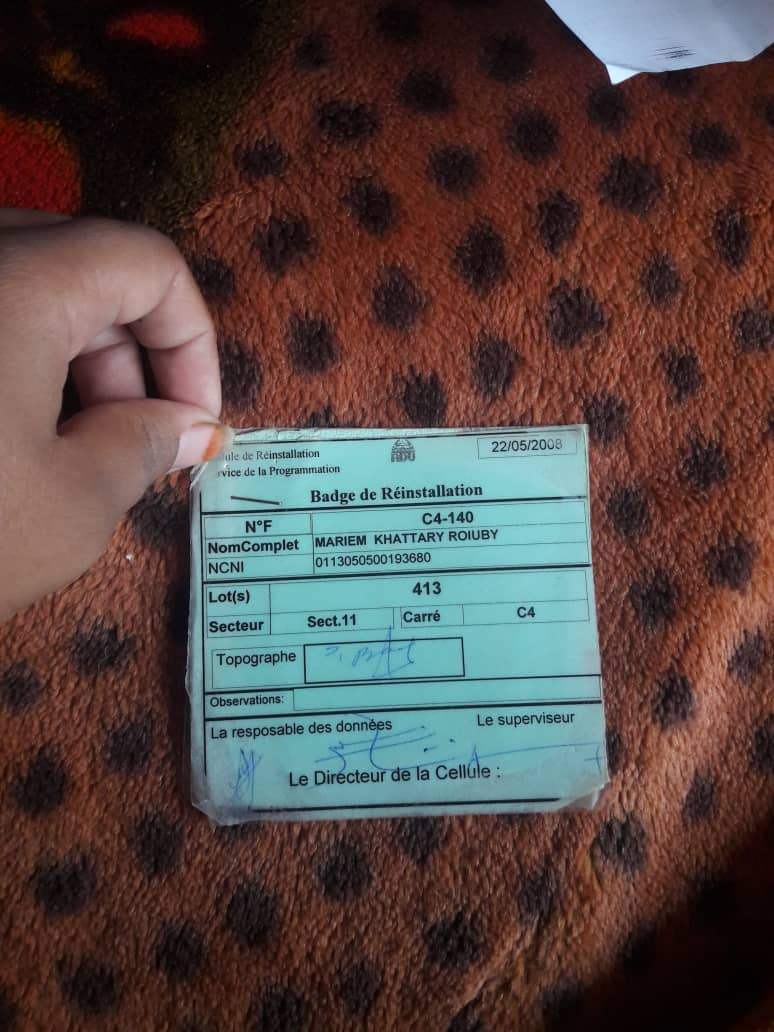 ule de Réinstallation
ADU
22/05/2008
rvice de la Programmation
Badge de Réinstallation
N°F C4-140
NomComplet MARIEM KHATTARY ROIUBY
NCNI 0113050500193680
Lot(s) 413
Secteur Sect.11 Carré C4
Topographe
Observations:
La resposable des données Le superviseur
Le Directeur de la Cellule :